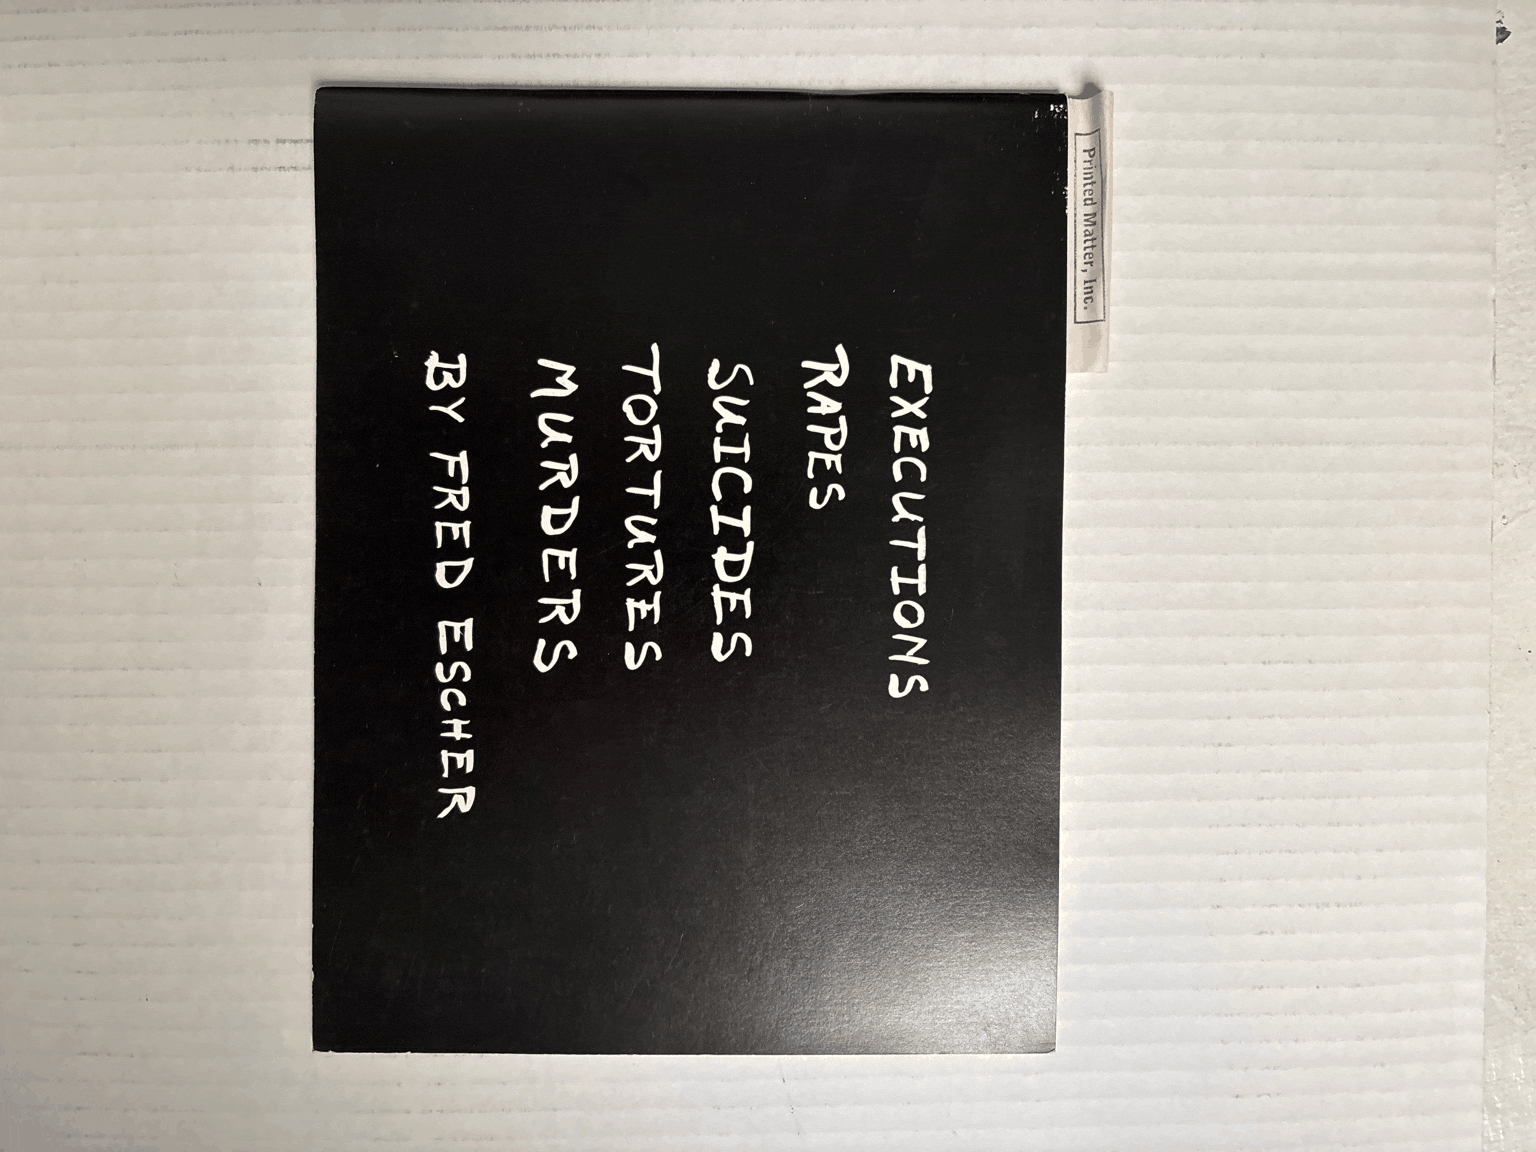 Printed Matter, Inc.
EXECUTIONS
RAPES
SUICIDES
TORTURES
MURDERS
BY FRED ESCHER